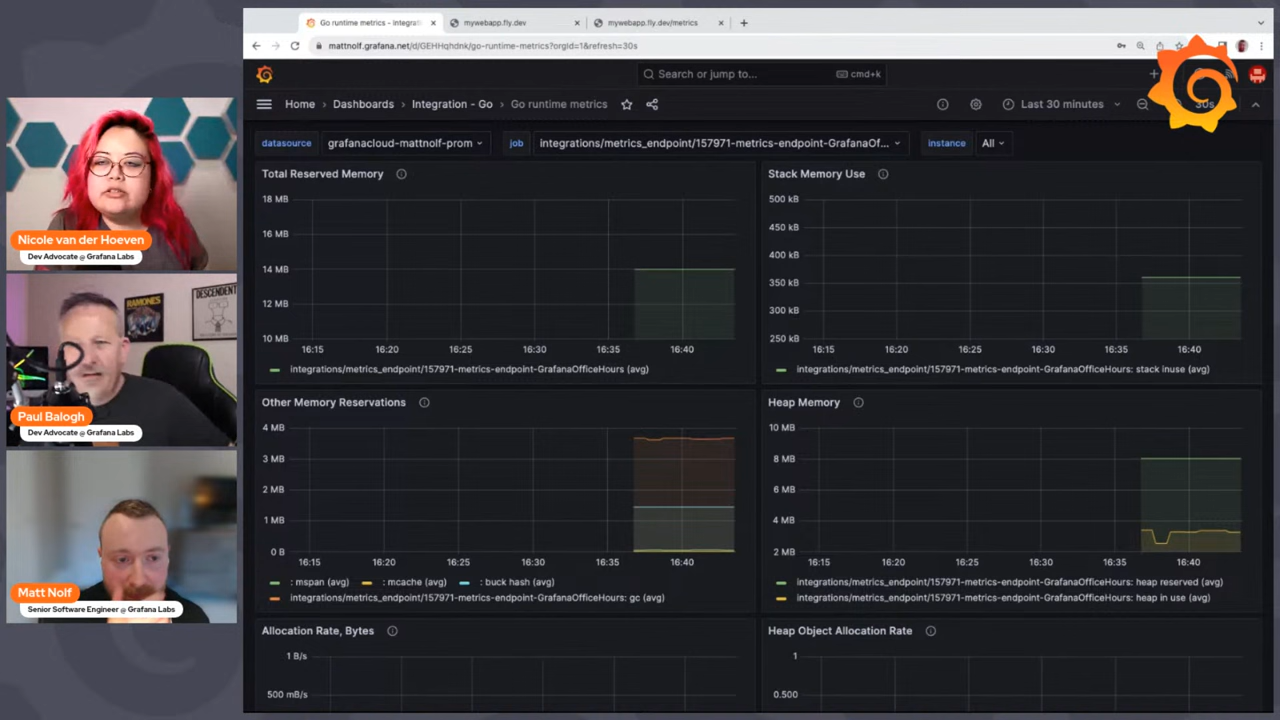 Nicole van der Hoeven
Dev Advocate @ Grafana Labs
RAMONES
DESCENDENT
Paul Balogh
Dev Advocate @ Grafana Labs
Matt Nolf
Senior Software Engineer @ Grafana Labs
Go runtime metrics - Integrati
mywebapp.fly.dev
mywebapp.fly.dev/metrics
mattnolf.grafana.net/d/GEHHqhdnk/go-runtime-metrics?orgId=1&refresh=30s
Search or jump to... cmd+k
Home > Dashboards > Integration - Go > Go runtime metrics
Last 30 minutes
30s
datasource grafanacloud-mattnolf-prom job integrations/metrics_endpoint/157971-metrics-endpoint-GrafanaOf... instance All
Total Reserved Memory
18 MB
16 MB
14 MB
12 MB
10 MB
16:15 16:20 16:25 16:30 16:35 16:40
integrations/metrics_endpoint/157971-metrics-endpoint-GrafanaOfficeHours (avg)
Stack Memory Use
500 kB
450 kB
400 kB
350 kB
300 kB
250 kB
16:15 16:20 16:25 16:30 16:35 16:40
integrations/metrics_endpoint/157971-metrics-endpoint-GrafanaOfficeHours: stack inuse (avg)
Other Memory Reservations
4 MB
3 MB
2 MB
1 MB
0 B
16:15 16:20 16:25 16:30 16:35 16:40
: mspan (avg) : mcache (avg) : buck hash (avg)
integrations/metrics_endpoint/157971-metrics-endpoint-GrafanaOfficeHours: gc (avg)
Heap Memory
10 MB
8 MB
6 MB
4 MB
2 MB
16:15 16:20 16:25 16:30 16:35 16:40
integrations/metrics_endpoint/157971-metrics-endpoint-GrafanaOfficeHours: heap reserved (avg)
integrations/metrics_endpoint/157971-metrics-endpoint-GrafanaOfficeHours: heap in use (avg)
Allocation Rate, Bytes
1 B/s
500 mB/s
Heap Object Allocation Rate
1
0.500